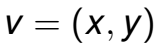 v = (x, y)